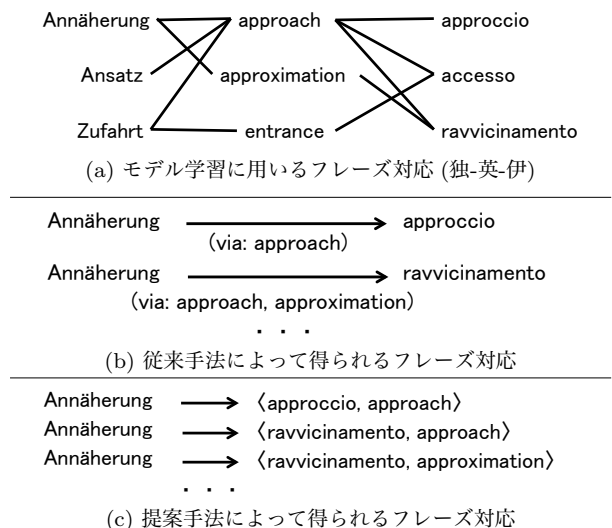 Annäherung approach approccio
Ansatz approximation accesso
Zufahrt entrance ravvicinamento
(a) モデル学習に用いるフレーズ対応 (独-英-伊)
Annäherung approccio
(via: approach)
Annäherung ravvicinamento
(via: approach, approximation)
・ ・ ・
(b) 従来手法によって得られるフレーズ対応
Annäherung 〈approccio, approach〉
Annäherung 〈ravvicinamento, approach〉
Annäherung 〈ravvicinamento, approximation〉
・ ・ ・
(c) 提案手法によって得られるフレーズ対応